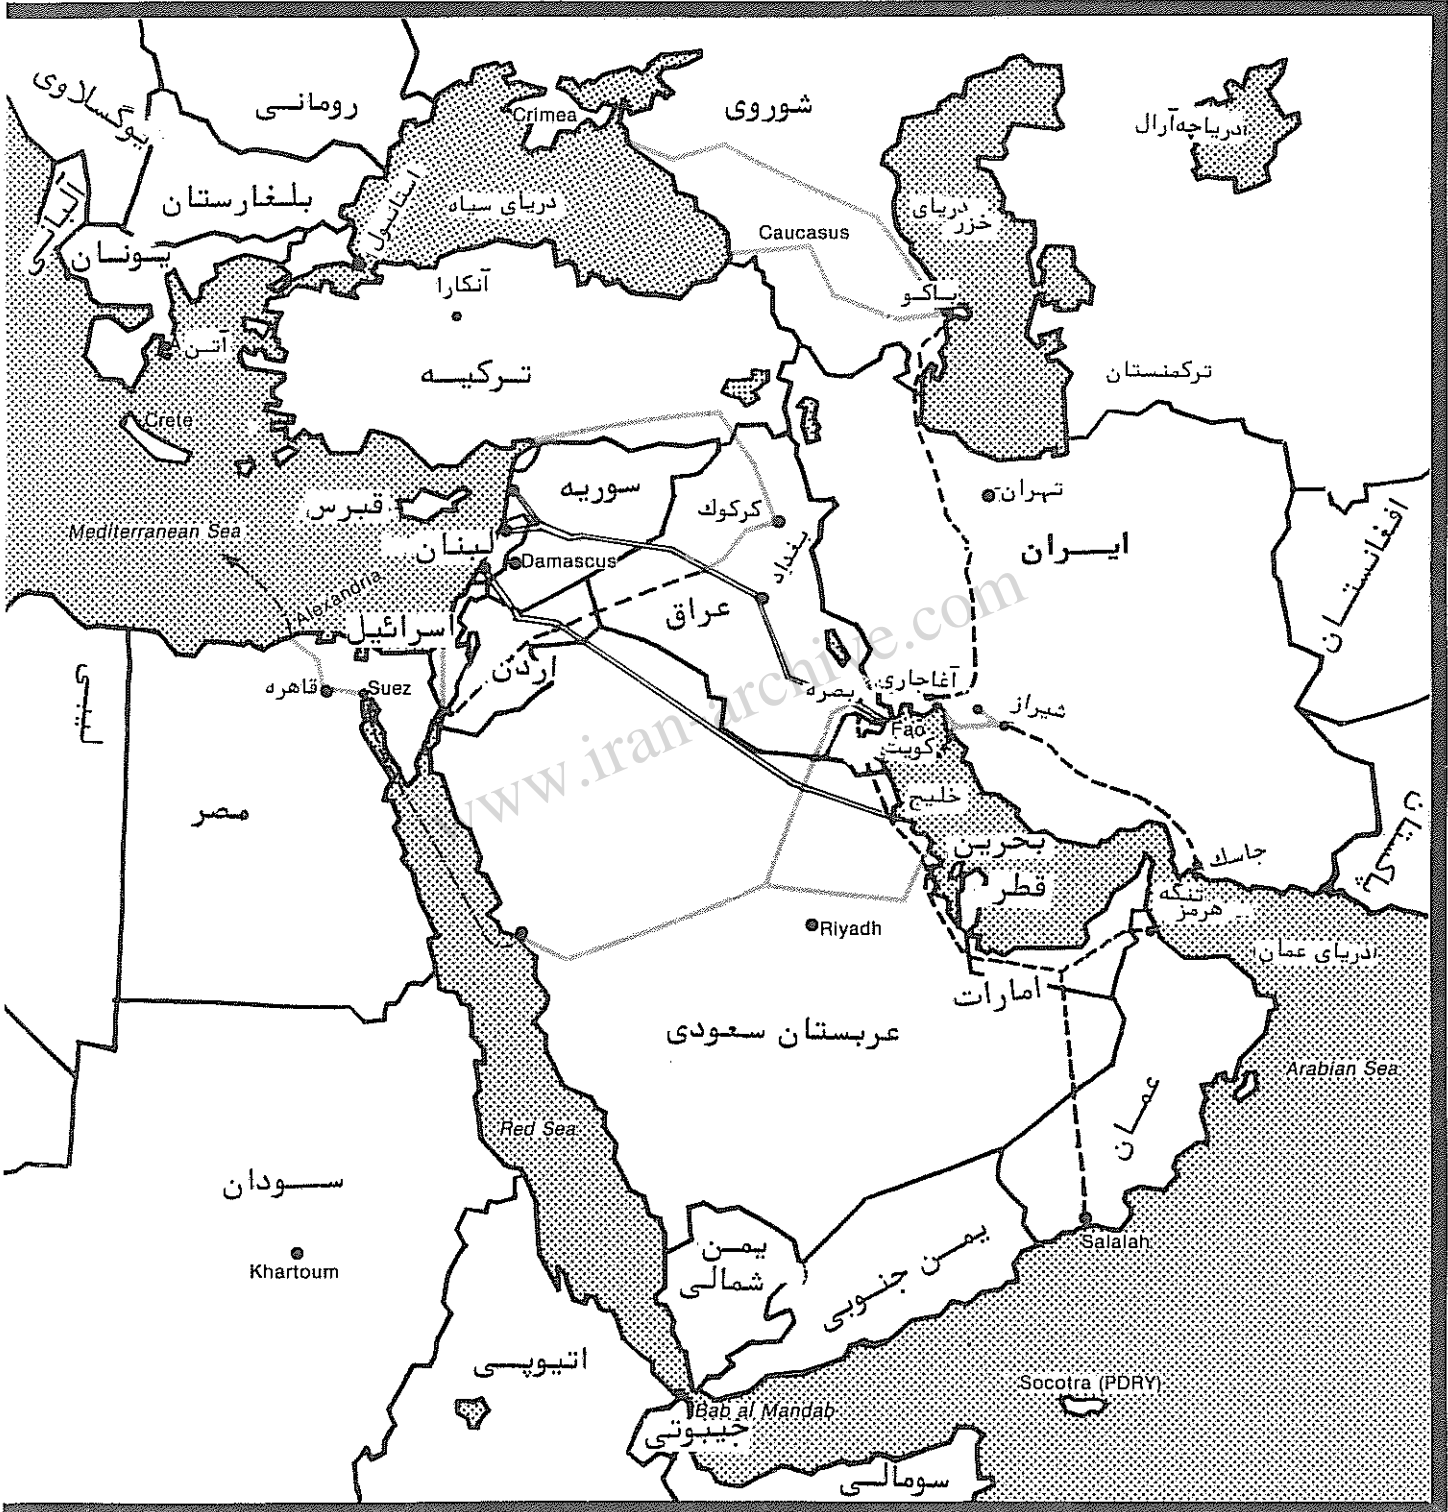 یوگسلاوی
رومانی
Crimea
شوروی
دریاچه آرال
آلبانی
بلغارستان
استانبول
دریای سیاه
دریای
خزر
Caucasus
یونان
آنکارا
باکو
آتن
ترکیه
ترکمنستان
Crete
سوریه
کرکوك
تهران
قبرس
Mediterranean Sea
لبنان
بغداد
ایران
افغانستان
Damascus
Alexandria
عراق
اسرائیل
اردن
لیبی
قاهره
Suez
بصره
آغاجاری
شیراز
Fao
کویت
www.iran-archive.com
خلیج
مصر
پاکستان
بحرین
جاسك
قطر
تنگه
هرمز
Riyadh
دریای عمان
امارات
عربستان سعودی
Arabian Sea
عمان
Red Sea
سودان
Salalah
یمن
شمالی
یمن جنوبی
Khartoum
اتیوپی
Socotra (PDRY)
Bab al Mandab
جیبوتی
سومالی